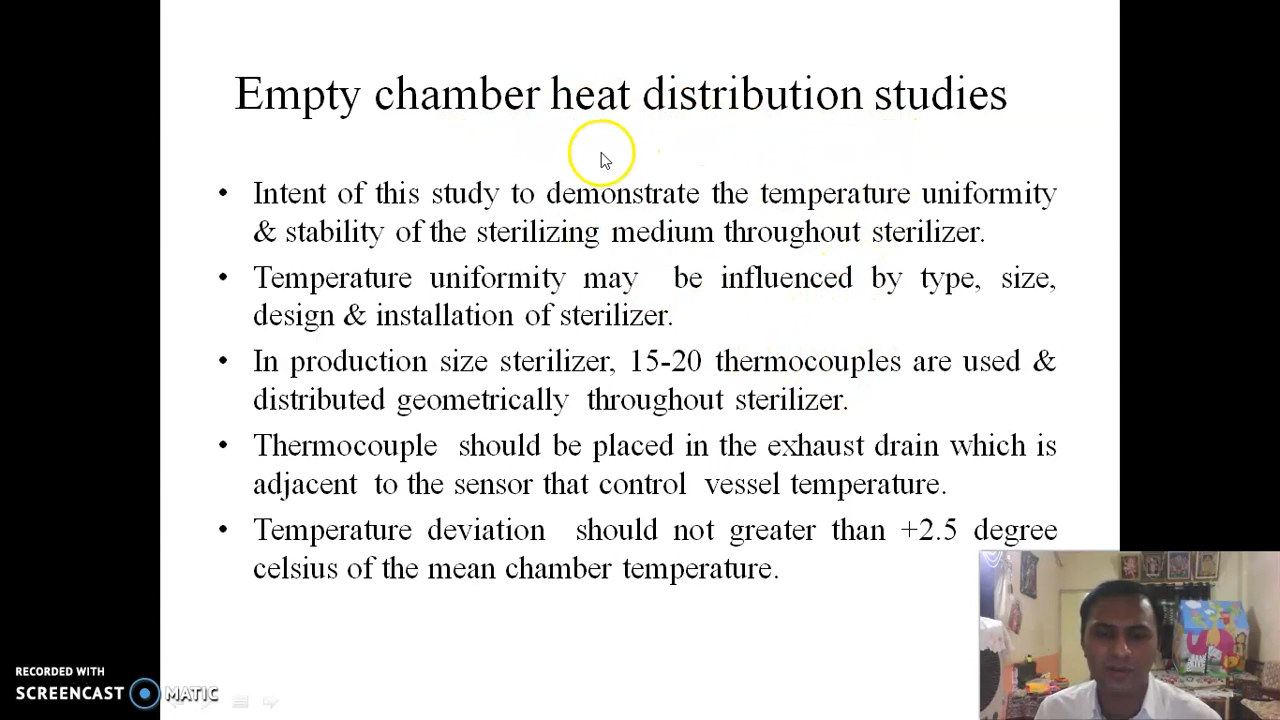 Empty chamber heat distribution studies
• Intent of this study to demonstrate the temperature uniformity
& stability of the sterilizing medium throughout sterilizer.
• Temperature uniformity may be influenced by type, size,
design & installation of sterilizer.
• In production size sterilizer, 15-20 thermocouples are used &
distributed geometrically throughout sterilizer.
• Thermocouple should be placed in the exhaust drain which is
adjacent to the sensor that control vessel temperature.
• Temperature deviation should not greater than +2.5 degree
celsius of the mean chamber temperature.
RECORDED WITH
SCREENCAST MATIC